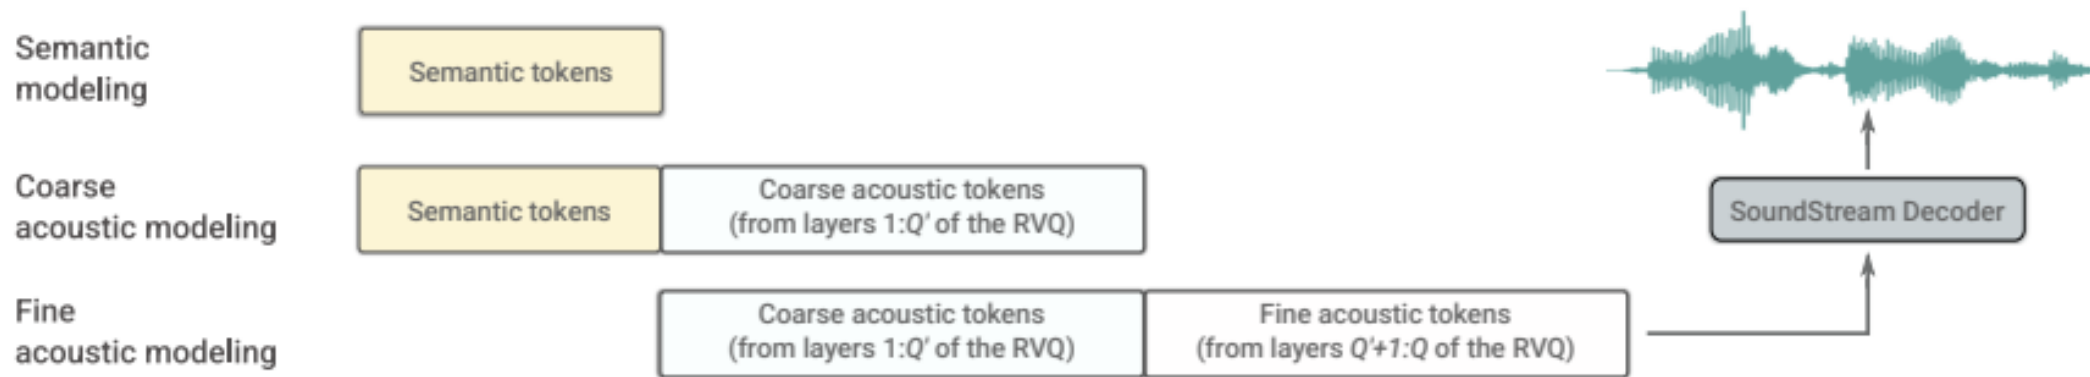 Semantic
modeling
Semantic tokens
Coarse
acoustic modeling
Semantic tokens
Coarse acoustic tokens
(from layers 1:Q' of the RVQ)
SoundStream Decoder
Fine
acoustic modeling
Coarse acoustic tokens
(from layers 1:Q' of the RVQ)
Fine acoustic tokens
(from layers Q'+1:Q of the RVQ)